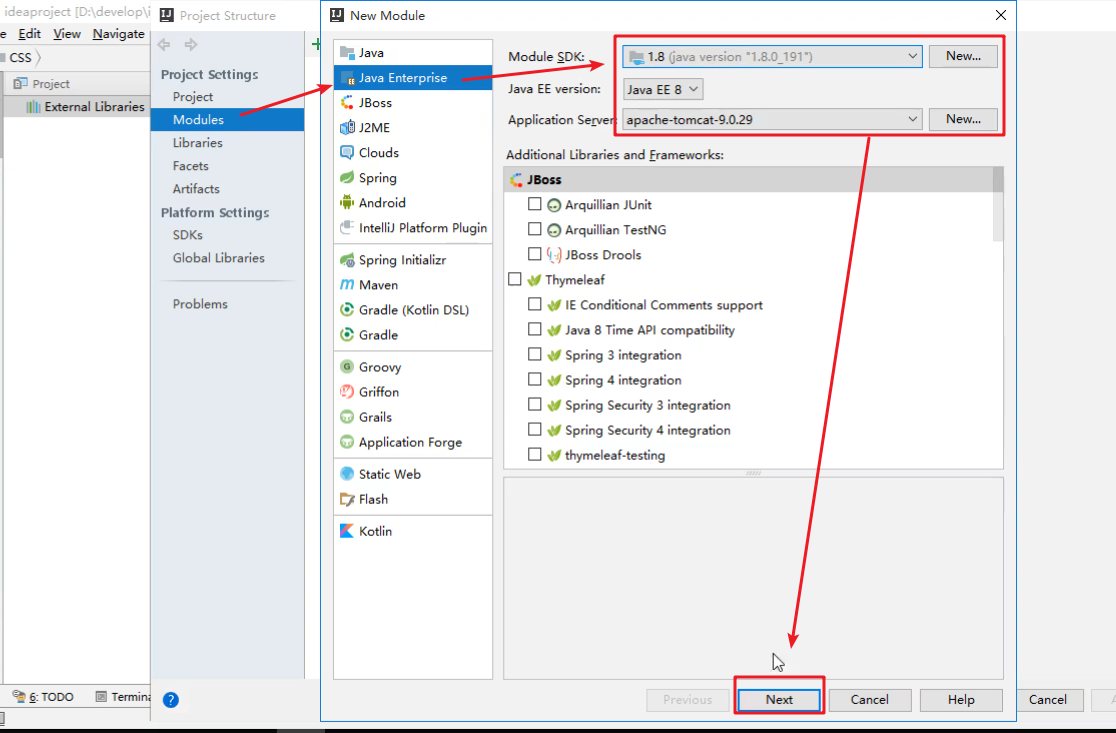 ideaproject [D:\develop\i
Project Structure
New Module
e Edit View Navigate
CSS
Project
External Libraries
Project Settings
Project
Modules
Libraries
Facets
Artifacts
Platform Settings
SDKs
Global Libraries
Problems
Java
Java Enterprise
JBoss
J2ME
Clouds
Spring
Android
IntelliJ Platform Plugin
Spring Initializr
Maven
Gradle (Kotlin DSL)
Gradle
Groovy
Griffon
Grails
Application Forge
Static Web
Flash
Kotlin
Module SDK: 1.8 (java version "1.8.0_191") New...
Java EE version: Java EE 8
Application Server: apache-tomcat-9.0.29 New...
Additional Libraries and Frameworks:
JBoss
Arquillian JUnit
Arquillian TestNG
JBoss Drools
Thymeleaf
IE Conditional Comments support
Java 8 Time API compatibility
Spring 3 integration
Spring 4 integration
Spring Security 3 integration
Spring Security 4 integration
thymeleaf-testing
6: TODO Termina
?
Previous Next Cancel Help Cancel